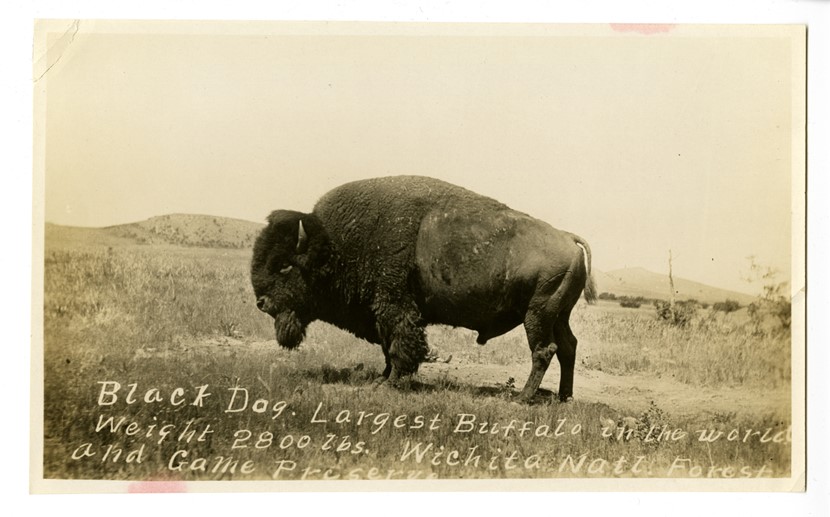 Black Dog. Largest Buffalo in the world
Weight 2800 lbs. Wichita Natl. Forest
and Game Preserve